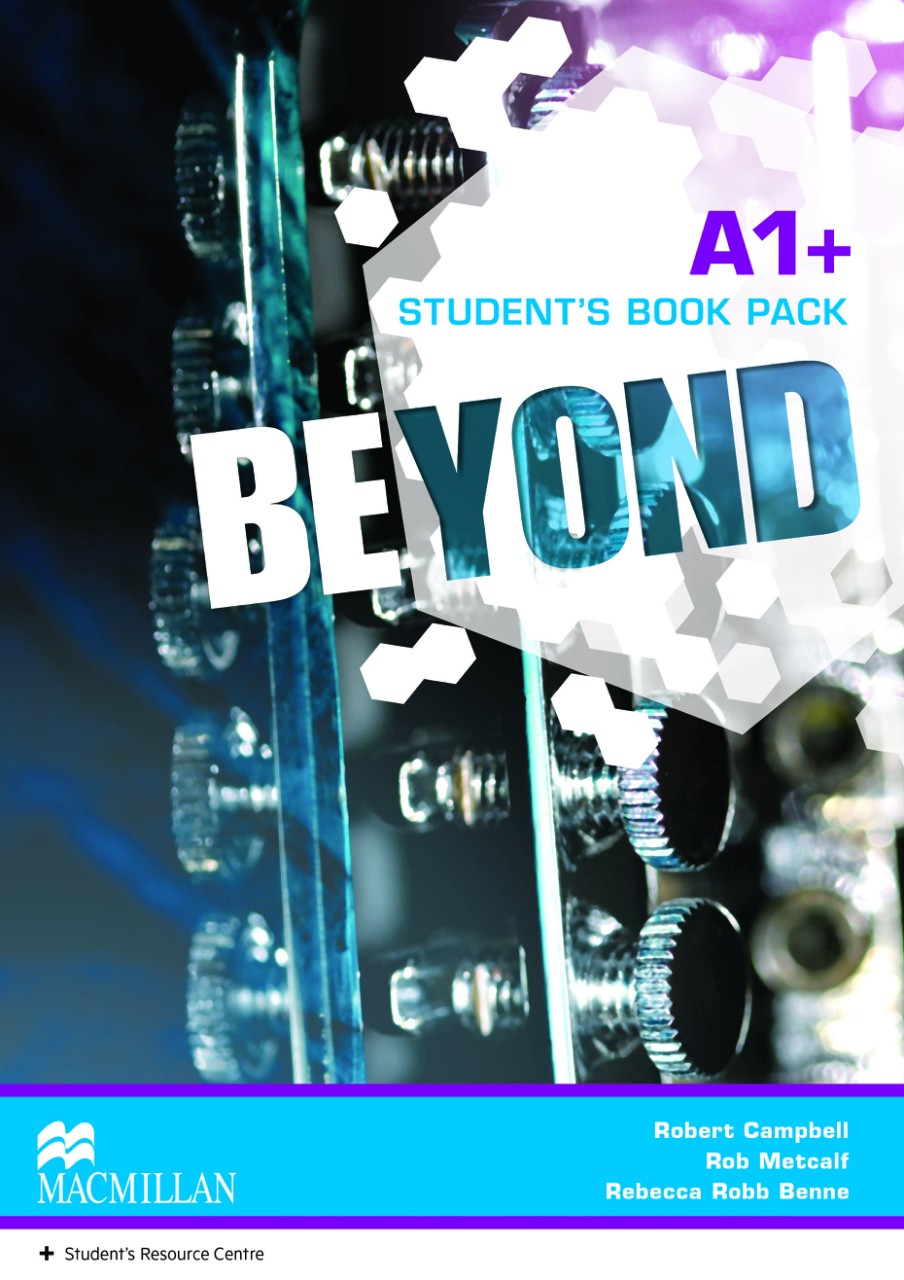 A1+
STUDENT'S BOOK PACK
BEYOND
Robert Campbell
Rob Metcalf
Rebecca Robb Benne
MACMILLAN
+ Student's Resource Centre